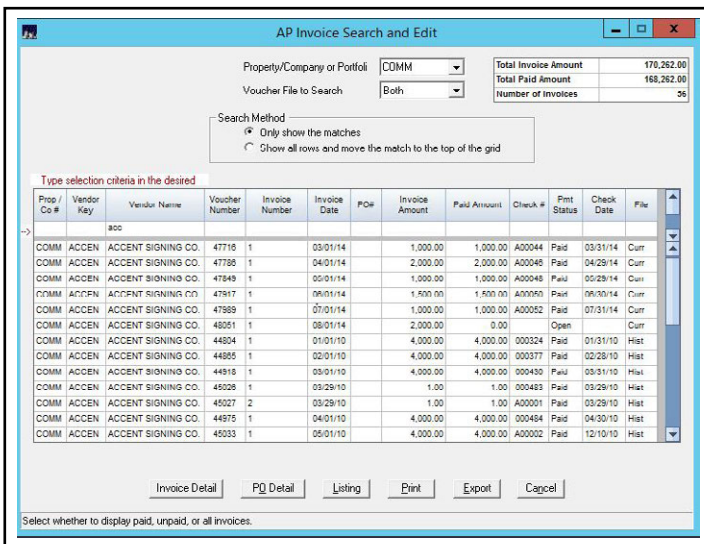 AP Invoice Search and Edit
Property/Company or Portfoli COMM
Total Invoice Amount 170,262.00
Total Paid Amount 168,262.00
Number of Invoices 36
Voucher File to Search Both
Search Method
Only show the matches
Show all rows and move the match to the top of the grid
Type selection criteria in the desired
Prop / Co # Vendor Key Vendor Name Voucher Number Invoice Number Invoice Date PO# Invoice Amount Paid Amount Check # Pmt Status Check Date File
--> acc
COMM ACCEN ACCENT SIGNING CO. 47716 1 03/01/14 1,000.00 1,000.00 A00044 Paid 03/31/14 Curr
COMM ACCEN ACCENT SIGNING CO. 47786 1 04/01/14 2,000.00 2,000.00 A00046 Paid 04/29/14 Curr
COMM ACCEN ACCENT SIGNING CO. 47849 1 05/01/14 1,000.00 1,000.00 A00048 Paid 05/29/14 Curr
COMM ACCEN ACCENT SIGNING CO. 47917 1 06/01/14 1,500.00 1,500.00 A00050 Paid 06/30/14 Curr
COMM ACCEN ACCENT SIGNING CO. 47989 1 07/01/14 1,000.00 1,000.00 A00052 Paid 07/31/14 Curr
COMM ACCEN ACCENT SIGNING CO. 48051 1 08/01/14 2,000.00 0.00 Open Curr
COMM ACCEN ACCENT SIGNING CO. 44804 1 01/01/10 4,000.00 4,000.00 000324 Paid 01/31/10 Hist
COMM ACCEN ACCENT SIGNING CO. 44865 1 02/01/10 4,000.00 4,000.00 000377 Paid 02/28/10 Hist
COMM ACCEN ACCENT SIGNING CO. 44918 1 03/01/10 4,000.00 4,000.00 000430 Paid 03/31/10 Hist
COMM ACCEN ACCENT SIGNING CO. 45026 1 03/29/10 1.00 1.00 000483 Paid 03/29/10 Hist
COMM ACCEN ACCENT SIGNING CO. 45027 2 03/29/10 1.00 1.00 A00001 Paid 03/29/10 Hist
COMM ACCEN ACCENT SIGNING CO. 44975 1 04/01/10 4,000.00 4,000.00 000484 Paid 04/30/10 Hist
COMM ACCEN ACCENT SIGNING CO. 45033 1 05/01/10 4,000.00 4,000.00 A00002 Paid 12/10/10 Hist
Invoice Detail PO Detail Listing Print Export Cancel
Select whether to display paid, unpaid, or all invoices.